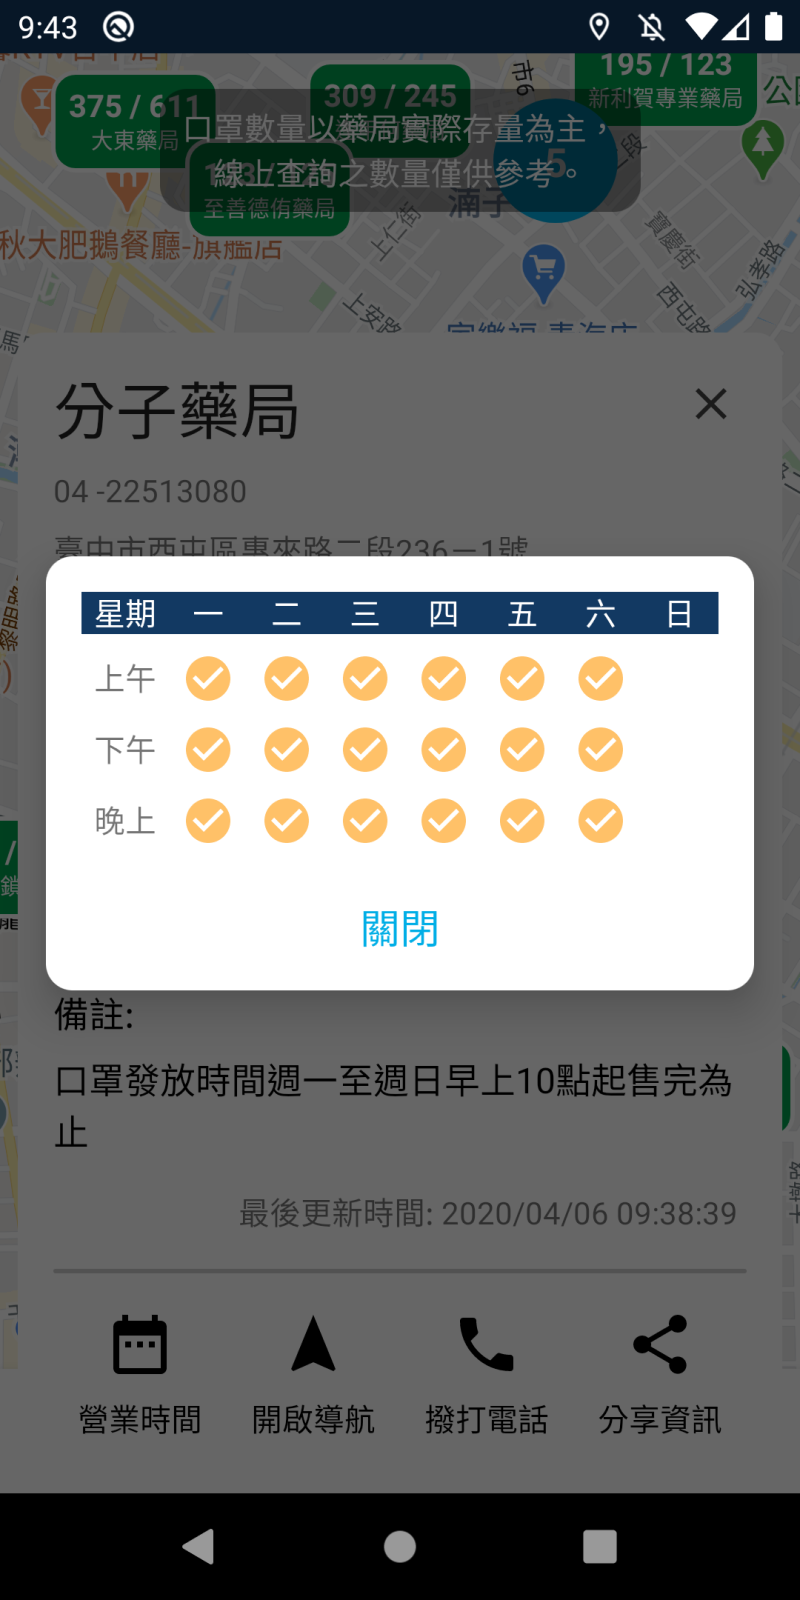 9:43
195 / 123
新利賀專業藥局
375 / 611
大東藥局
309 / 245
口罩數量以藥局實際存量為主，
線上查詢之數量僅供參考。
5
至善德侑藥局
上仁街
寶慶街
弘孝路
秋大肥鵝餐廳-旗艦店
上安路
西屯路
分子藥局
04 -22513080
臺中市西屯區惠來路二段236－1號
星期 一 二 三 四 五 六 日
上午
下午
晚上
關閉
備註:
口罩發放時間週一至週日早上10點起售完為
止
最後更新時間: 2020/04/06 09:38:39
營業時間 開啟導航 撥打電話 分享資訊